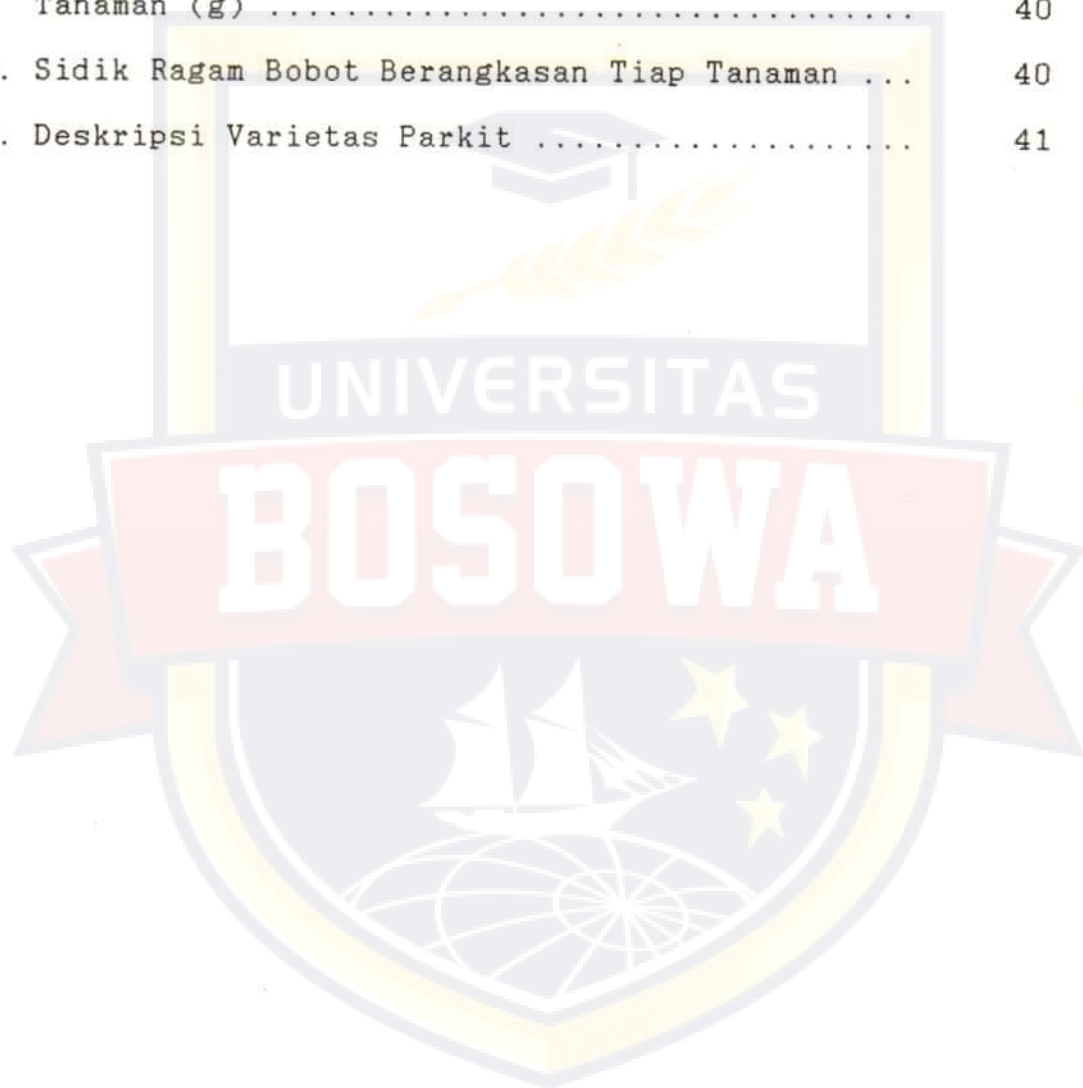 Tanaman (g) .................................. 40
. Sidik Ragam Bobot Berangkasan Tiap Tanaman ... 40
. Deskripsi Varietas Parkit .................... 41
UNIVERSITAS
BOSOWA